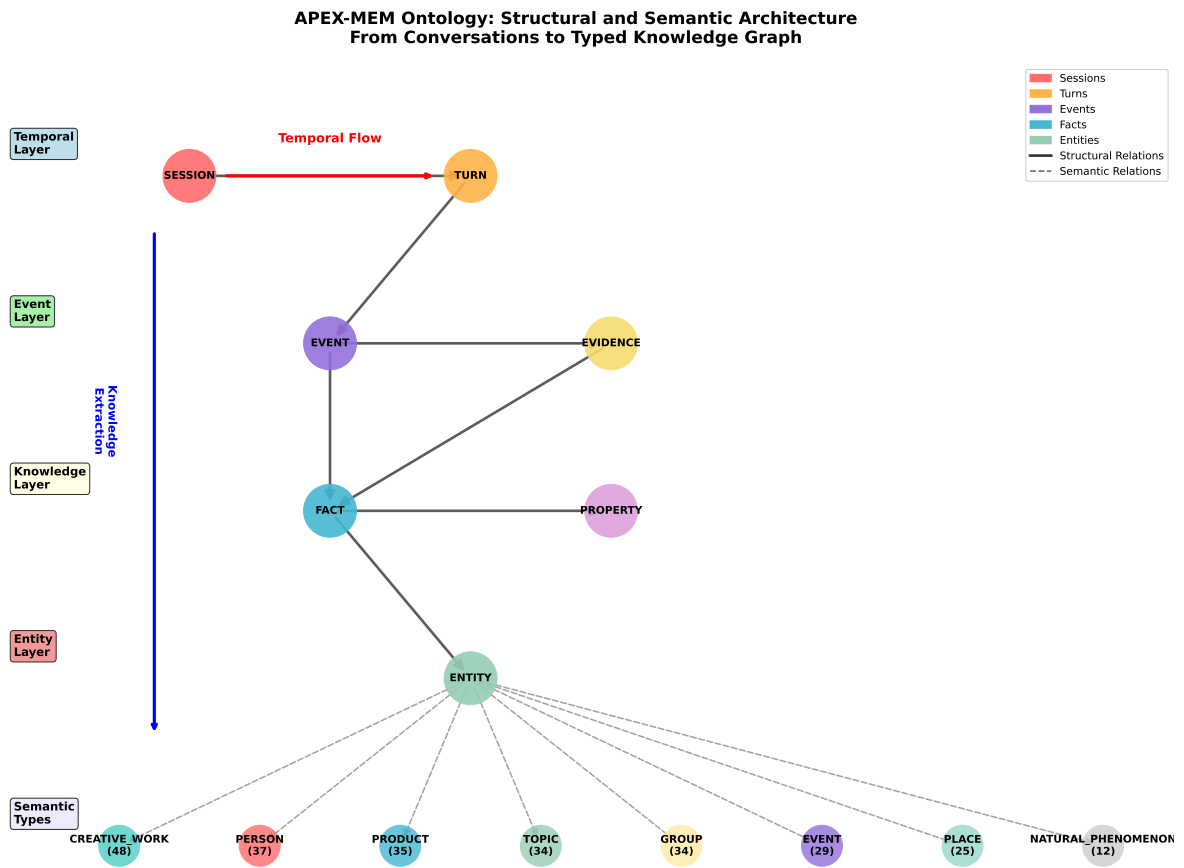 APEX-MEM Ontology: Structural and Semantic Architecture
From Conversations to Typed Knowledge Graph
Sessions
Turns
Events
Facts
Entities
Structural Relations
Semantic Relations
Temporal
Layer
Temporal Flow
SESSION
TURN
Event
Layer
EVENT
EVIDENCE
Knowledge
Extraction
Knowledge
Layer
FACT
PROPERTY
Entity
Layer
ENTITY
Semantic
Types
CREATIVE_WORK
(48)
PERSON
(37)
PRODUCT
(35)
TOPIC
(34)
GROUP
(34)
EVENT
(29)
PLACE
(25)
NATURAL_PHENOMENON
(12)